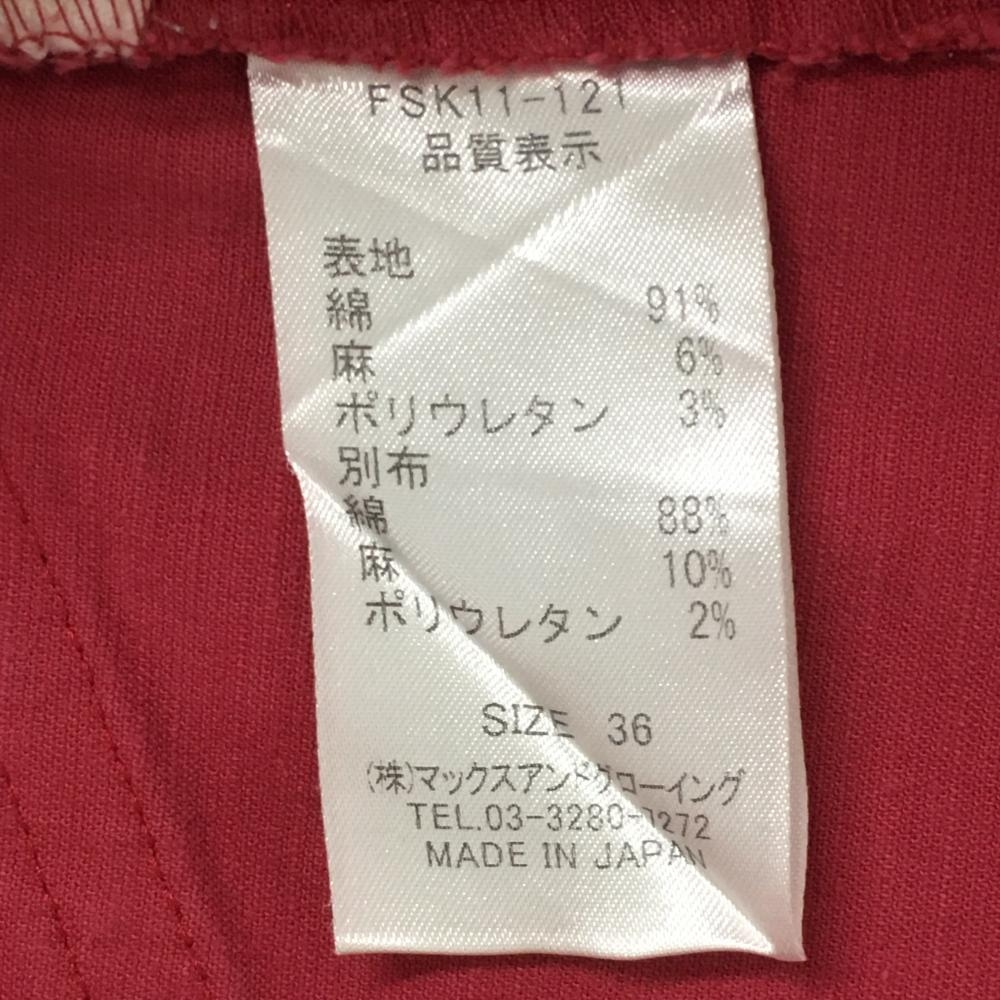 FSK11-121
品質表示
表地
綿 91%
麻 6%
ポリウレタン 3%
別布
綿 88%
麻 10%
ポリウレタン 2%
SIZE 36
(株)マックスアンドグローイング
MADE IN JAPAN